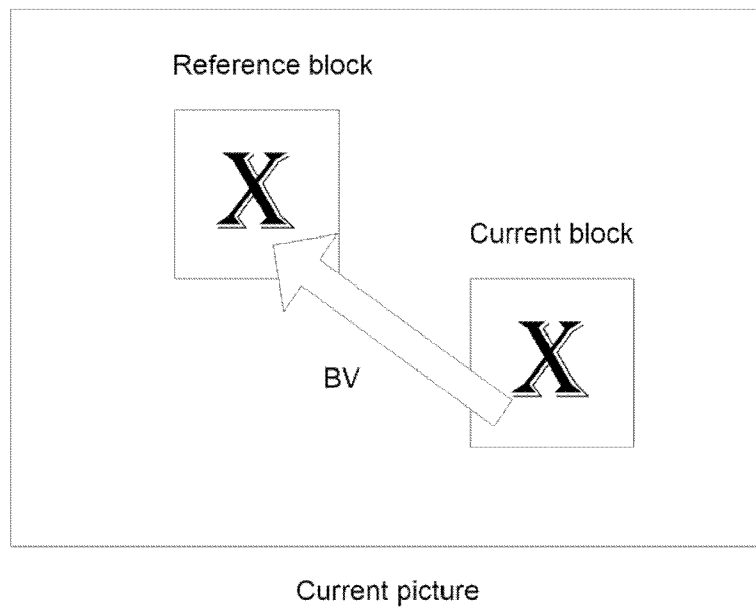 Reference block
X
Current block
X
BV
Current picture